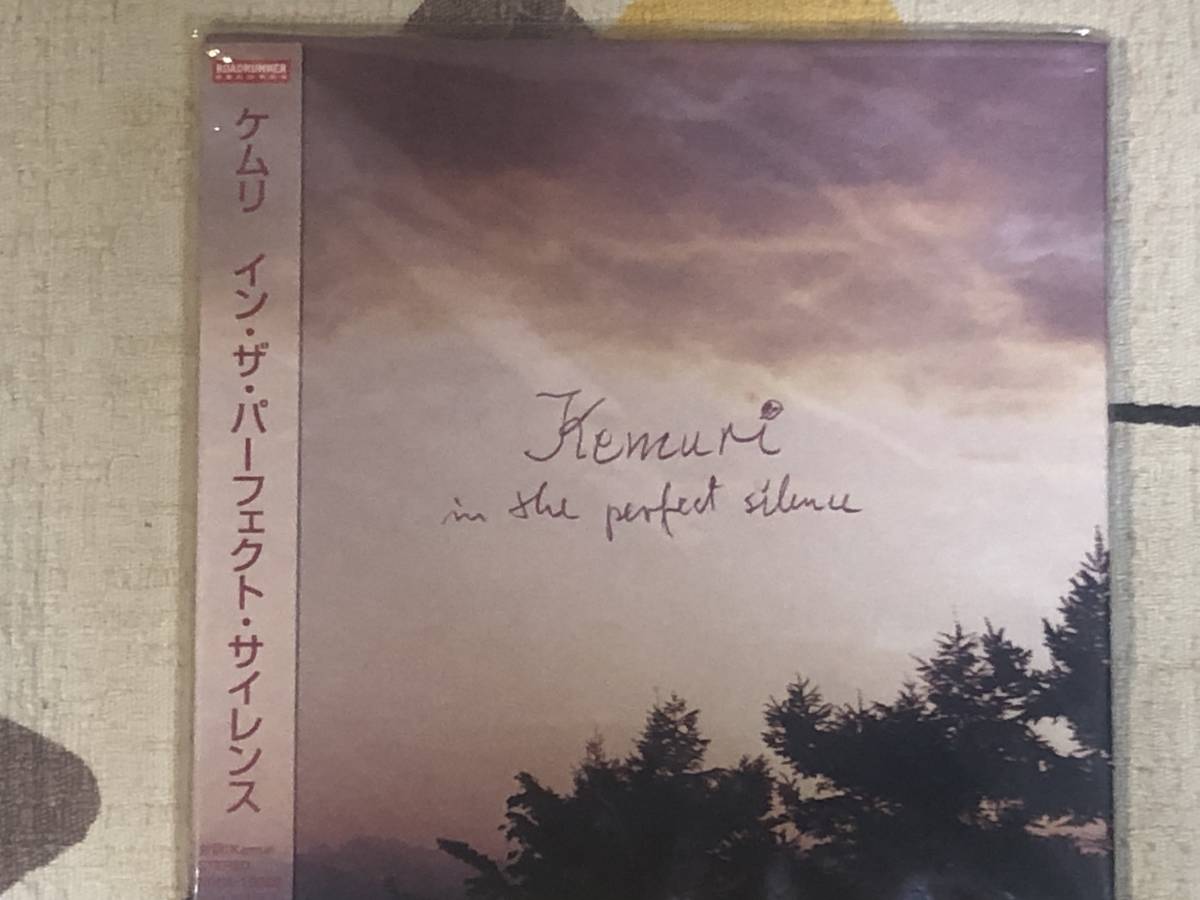 ROADRUNNER
ケムリ イン・ザ・パーフェクト・サイレンス
Kemuri
in the perfect silence